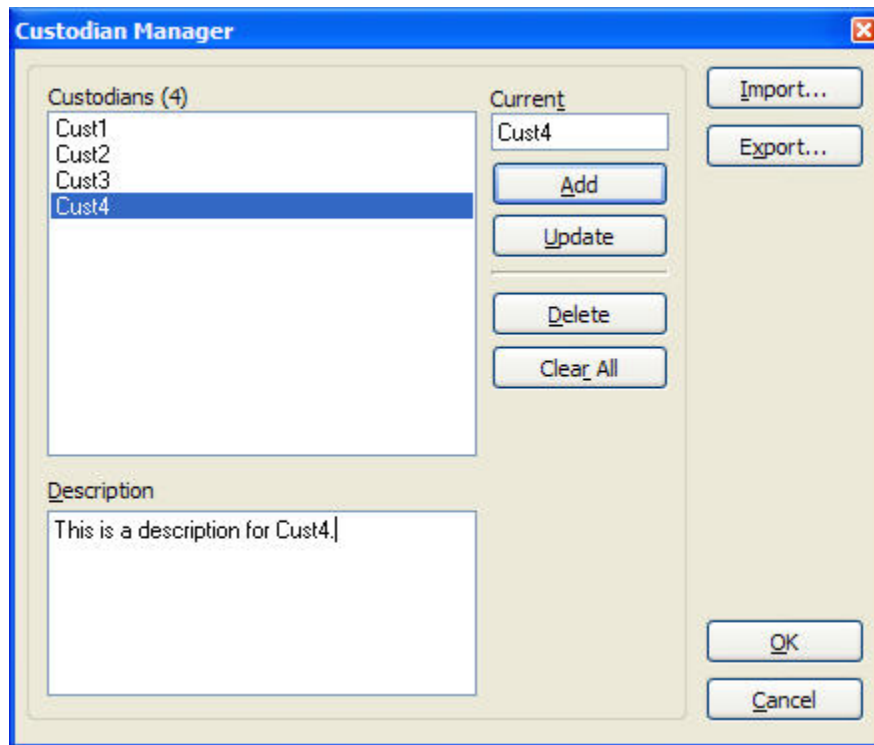 Custodian Manager
Custodians (4)
Cust1
Cust2
Cust3
Cust4
Current
Cust4
Add
Update
Delete
Clear All
Import...
Export...
Description
This is a description for Cust4.
OK
Cancel